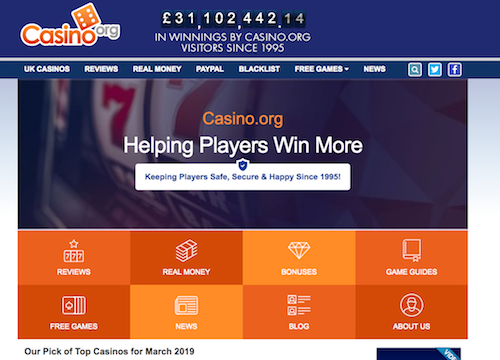 Casino.org
£31,102,442.14
IN WINNINGS BY CASINO.ORG
VISITORS SINCE 1995
UK CASINOS REVIEWS REAL MONEY PAYPAL BLACKLIST FREE GAMES NEWS
Casino.org
Helping Players Win More
Keeping Players Safe, Secure & Happy Since 1995!
REVIEWS REAL MONEY BONUSES GAME GUIDES
FREE GAMES NEWS BLOG ABOUT US
Our Pick of Top Casinos for March 2019